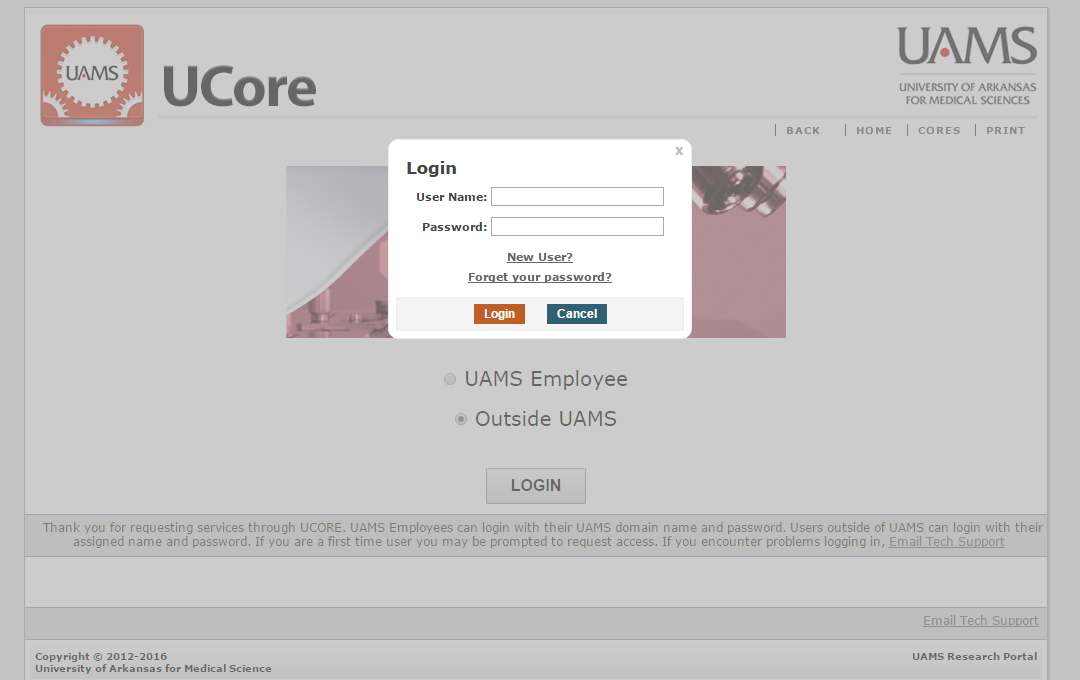 UAMS
UCore
UAMS
UNIVERSITY OF ARKANSAS
FOR MEDICAL SCIENCES
BACK
HOME
CORES
PRINT
x
Login
User Name:
Password:
New User?
Forget your password?
Login
Cancel
UAMS Employee
Outside UAMS
LOGIN
Thank you for requesting services through UCORE. UAMS Employees can login with their UAMS domain name and password. Users outside of UAMS can login with their
assigned name and password. If you are a first time user you may be prompted to request access. If you encounter problems logging in, Email Tech Support
Email Tech Support
Copyright © 2012-2016
University of Arkansas for Medical Science
UAMS Research Portal